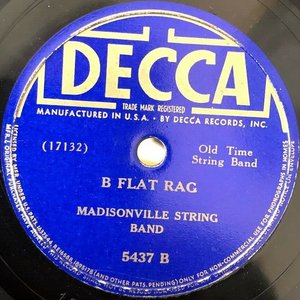 DECCA
TRADE MARK REGISTERED
MANUFACTURED IN U.S.A. • BY DECCA RECORDS, INC.
(17132)
Old Time
String Band
B FLAT RAG
MADISONVILLE STRING
BAND
5437 B